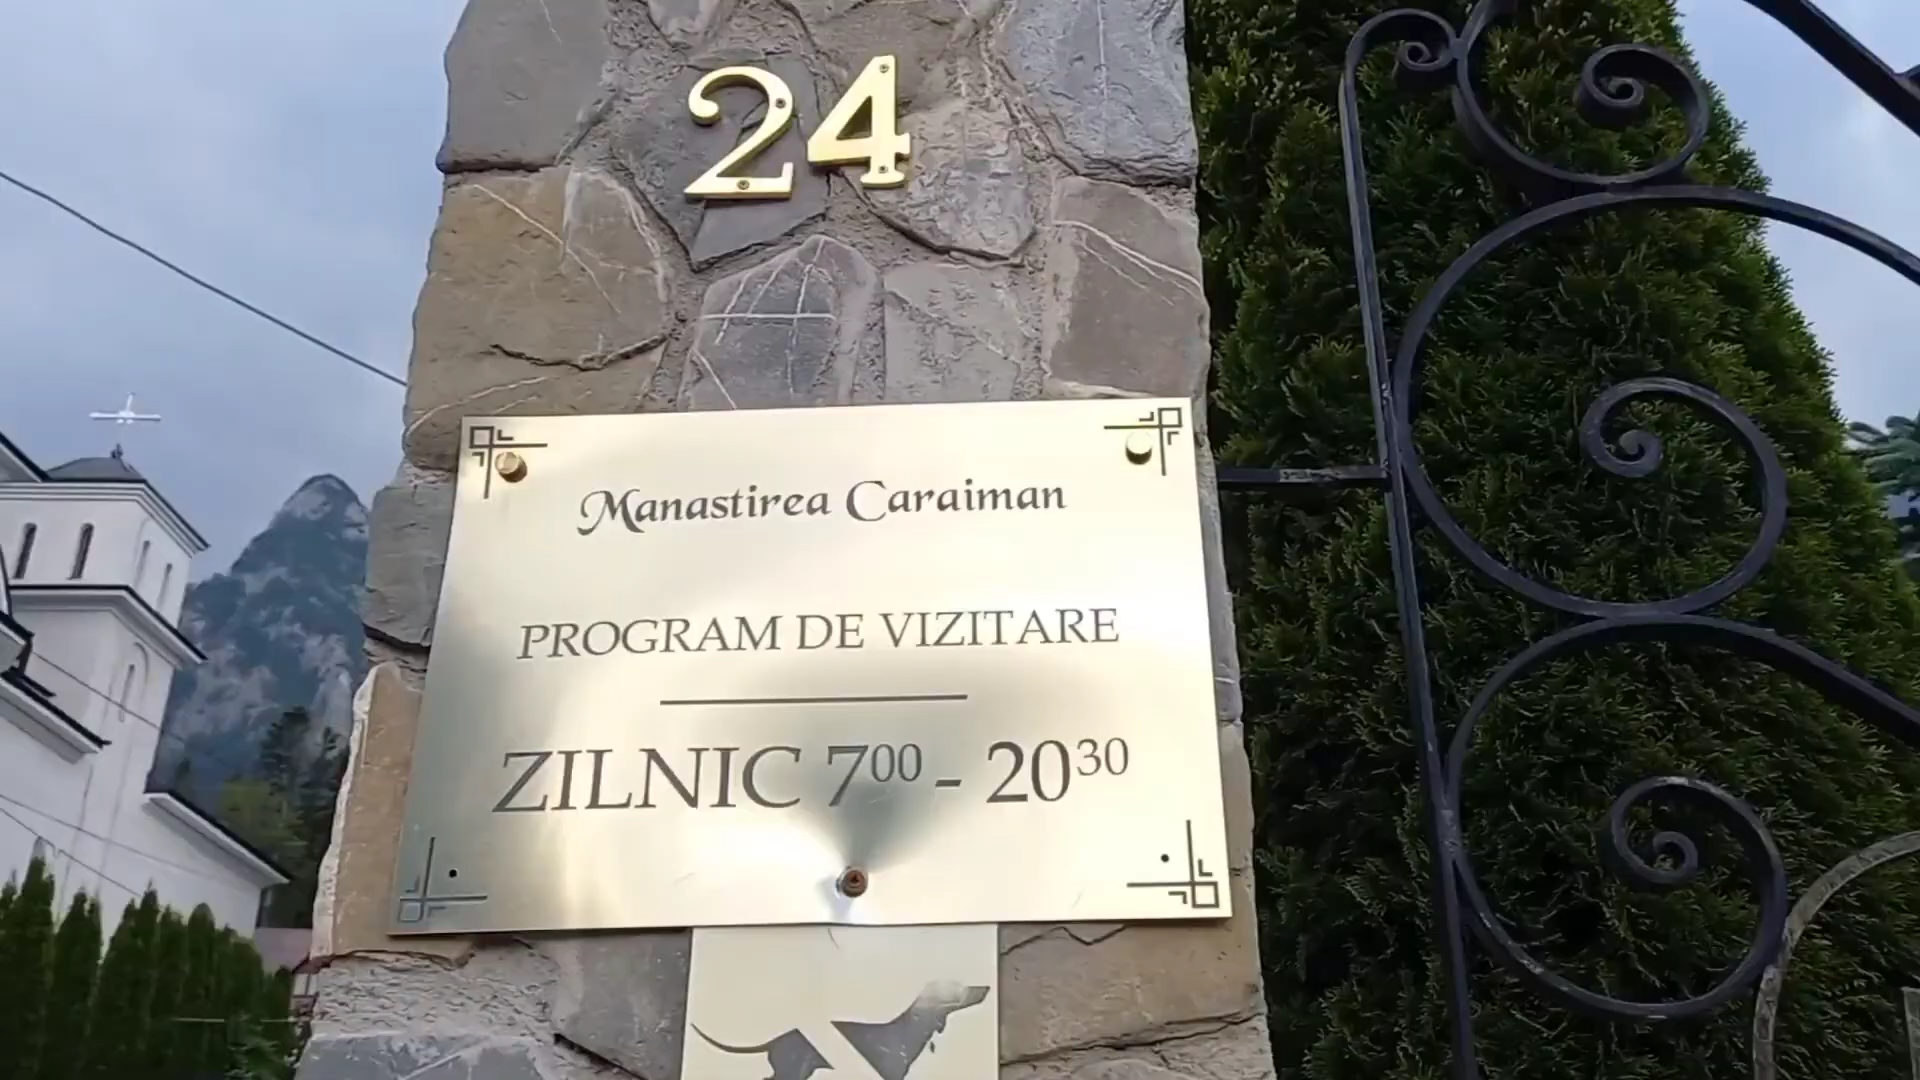 24
Manastirea Caraiman
PROGRAM DE VIZITARE
ZILNIC 7⁰⁰ - 20³⁰